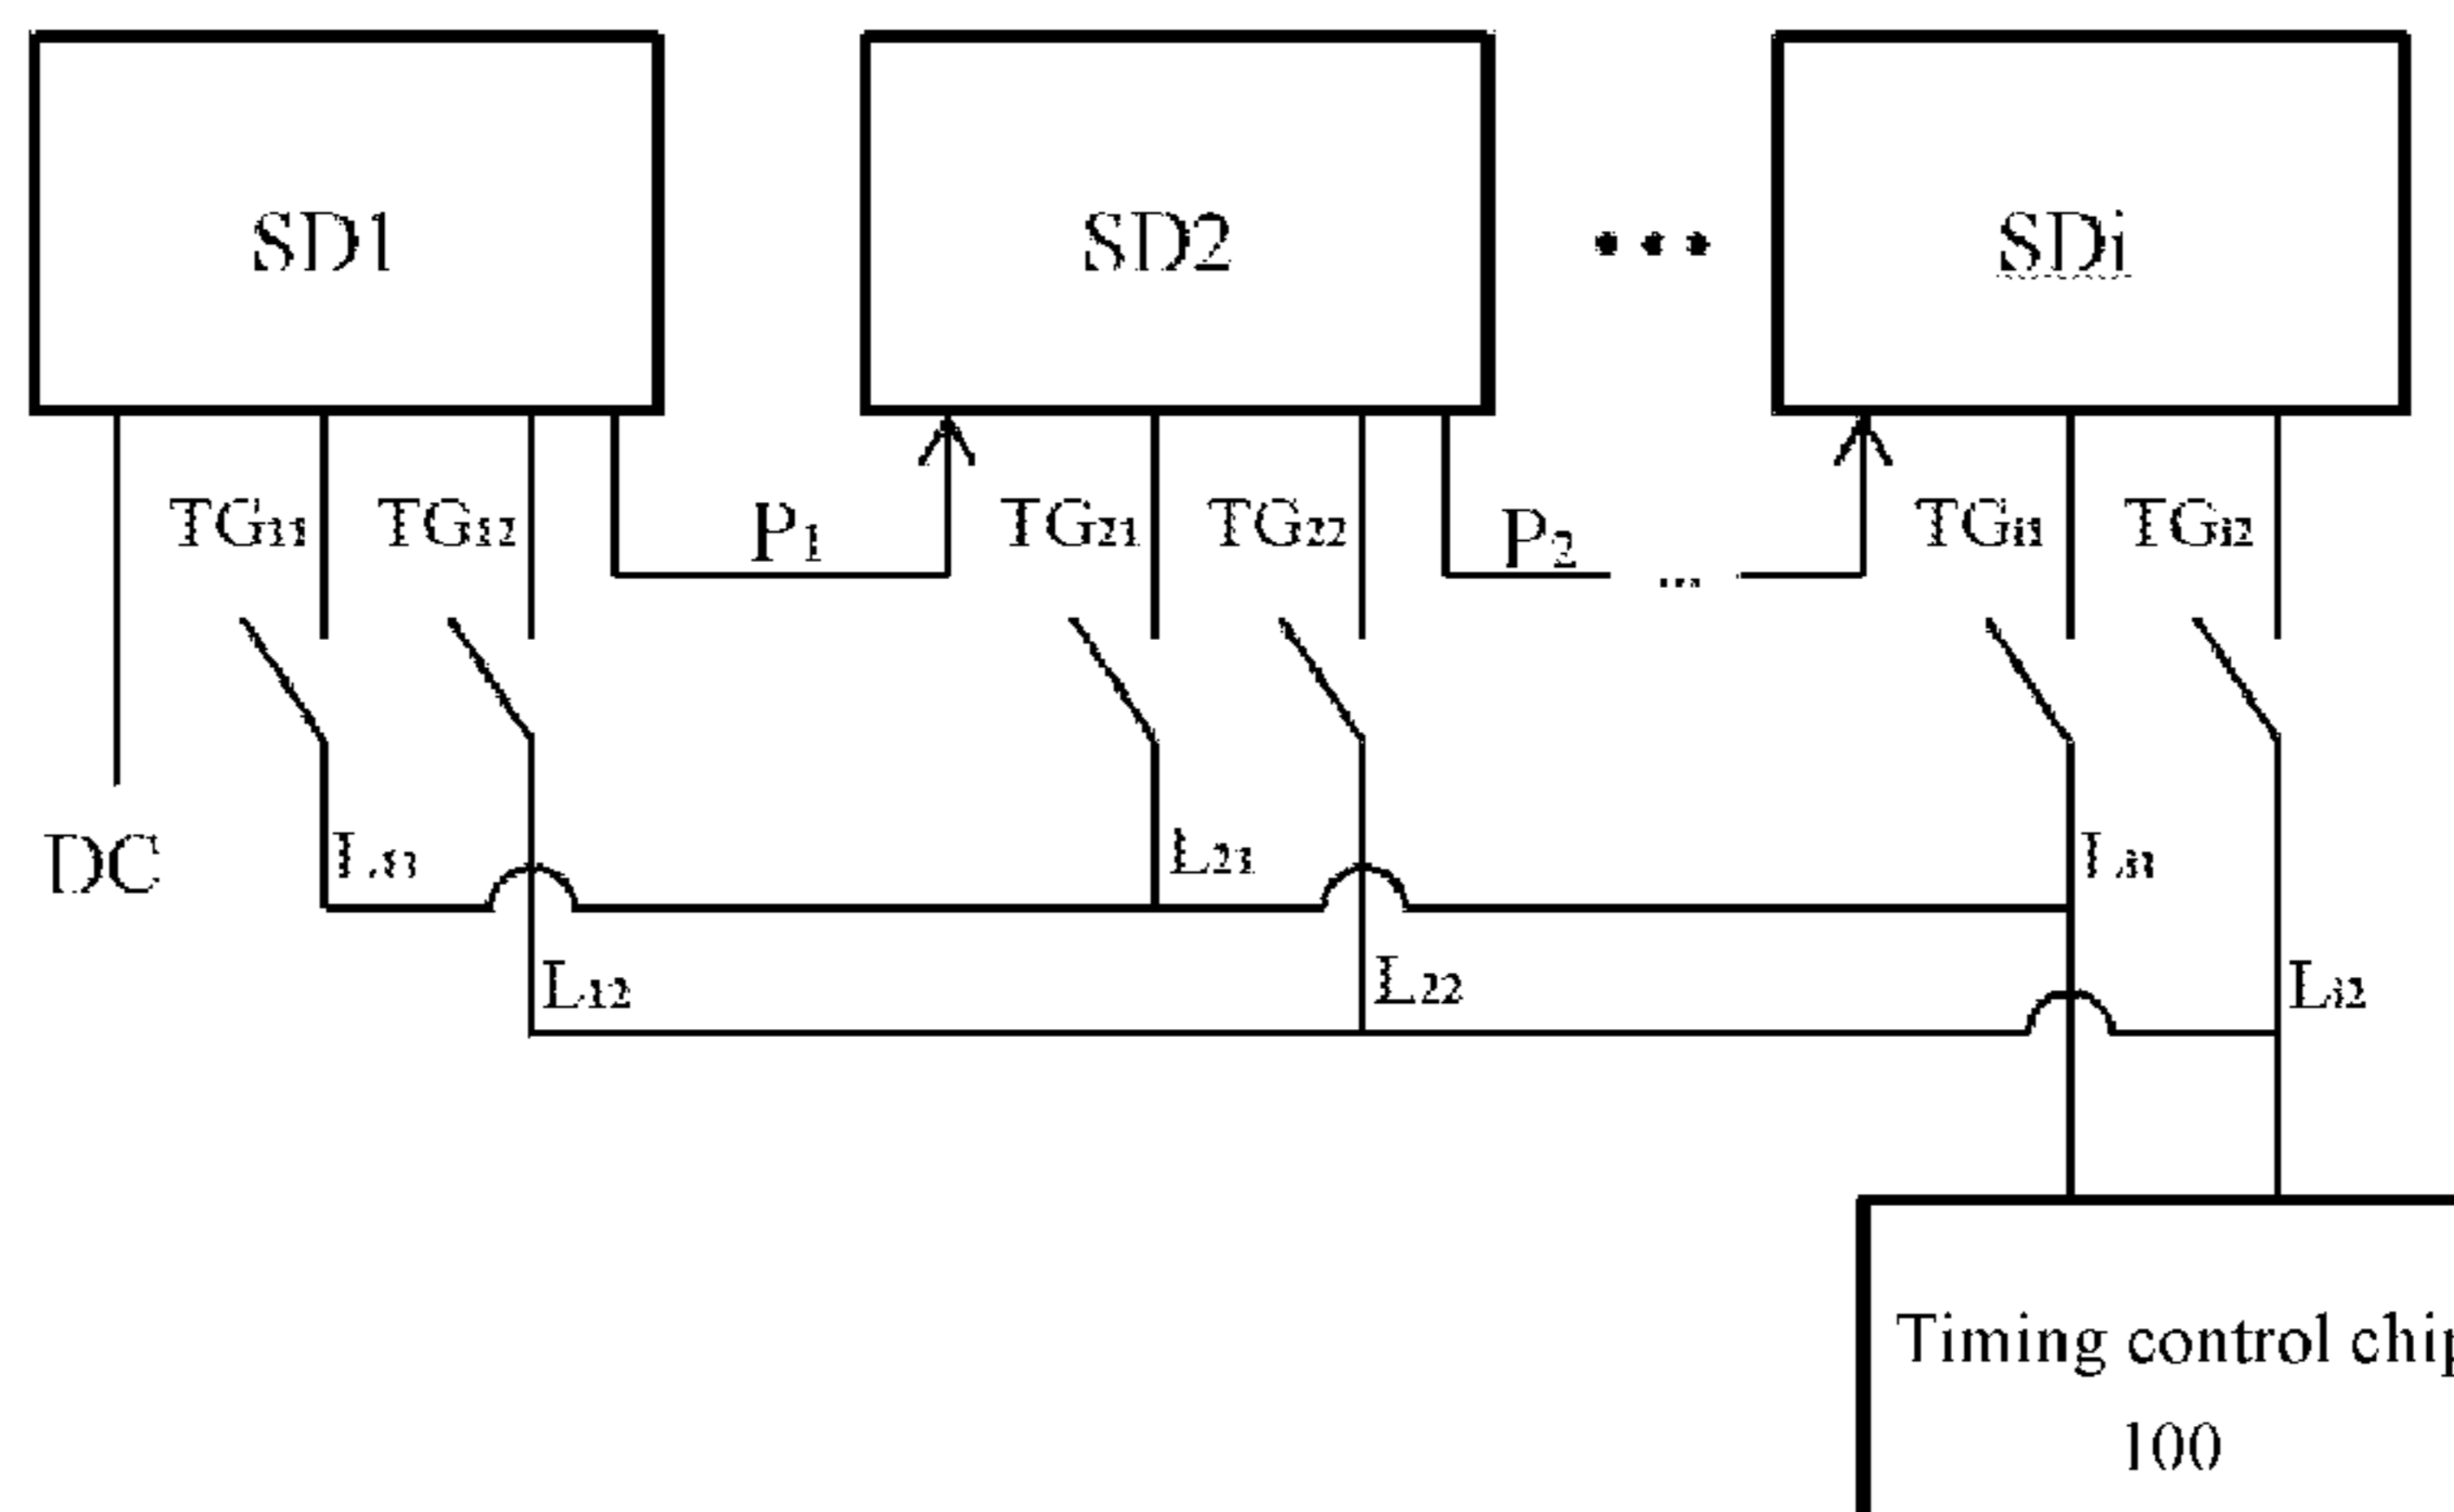 SD1 SD2 ••• SDi
TG11 TG12 P1 TG21 TG22 P2 ... TGi1 TGi2
DC L11 L21 Li1
L12 L22 Li2
Timing control chip
100